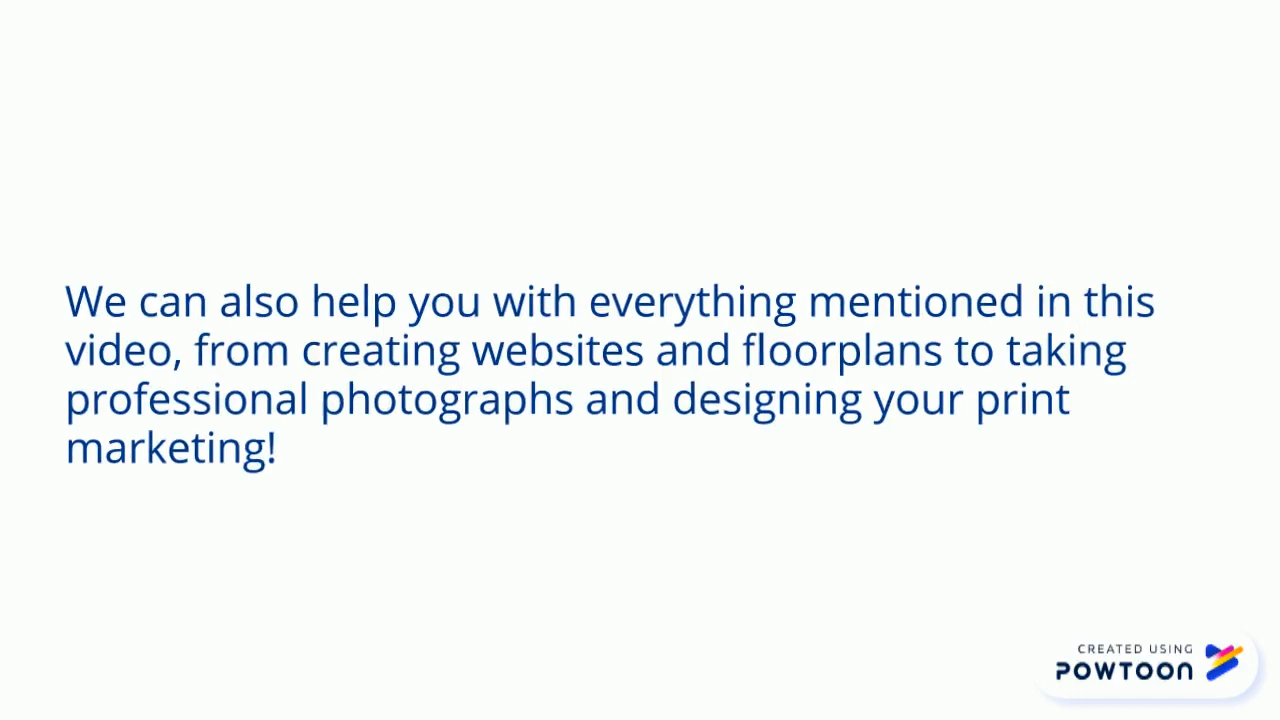 We can also help you with everything mentioned in this
video, from creating websites and floorplans to taking
professional photographs and designing your print
marketing!
CREATED USING
POWTOON